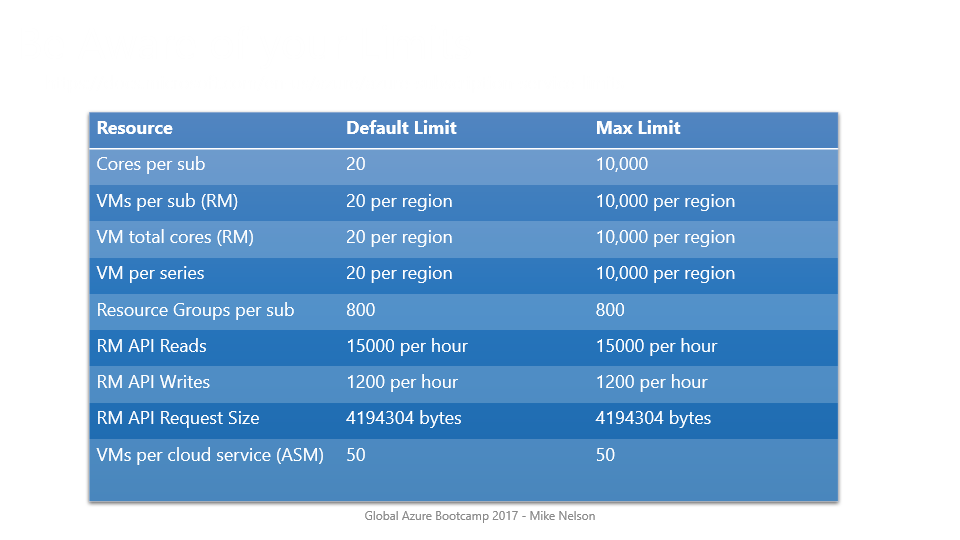 Resource Default Limit Max Limit
Cores per sub 20 10,000
VMs per sub (RM) 20 per region 10,000 per region
VM total cores (RM) 20 per region 10,000 per region
VM per series 20 per region 10,000 per region
Resource Groups per sub 800 800
RM API Reads 15000 per hour 15000 per hour
RM API Writes 1200 per hour 1200 per hour
RM API Request Size 4194304 bytes 4194304 bytes
VMs per cloud service (ASM) 50 50
Global Azure Bootcamp 2017 - Mike Nelson